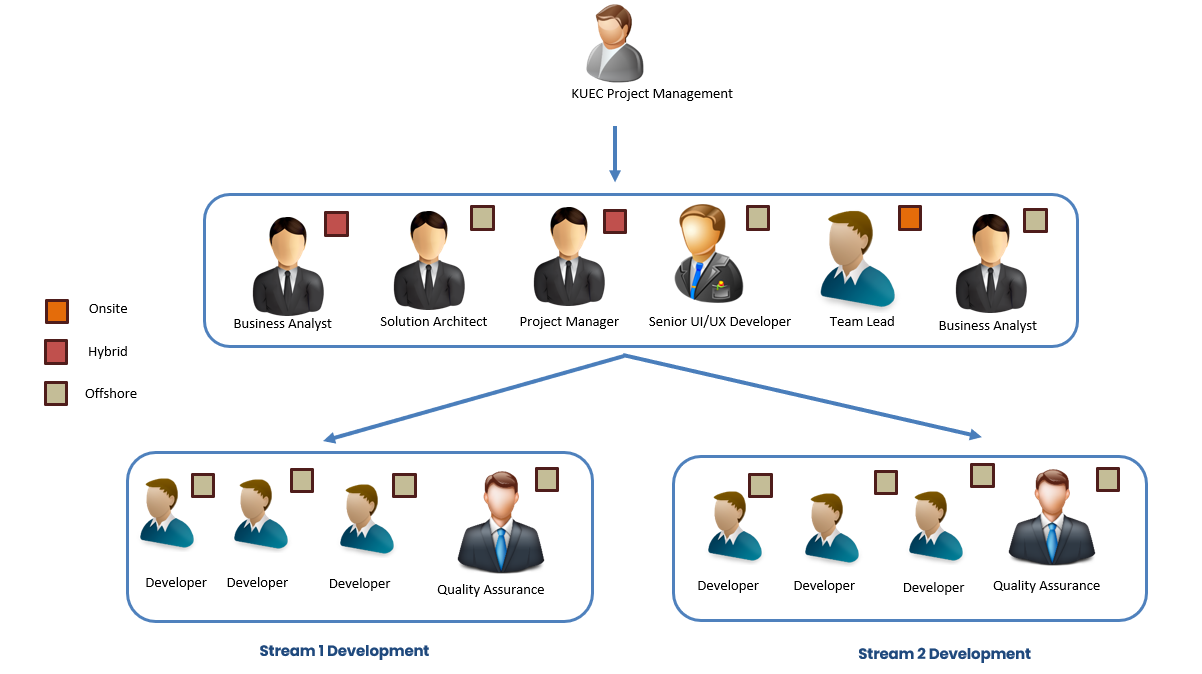 KUEC Project Management
Business Analyst
Solution Architect
Project Manager
Senior UI/UX Developer
Team Lead
Business Analyst
Onsite
Hybrid
Offshore
Developer
Developer
Developer
Quality Assurance
Developer
Developer
Developer
Quality Assurance
Stream 1 Development
Stream 2 Development